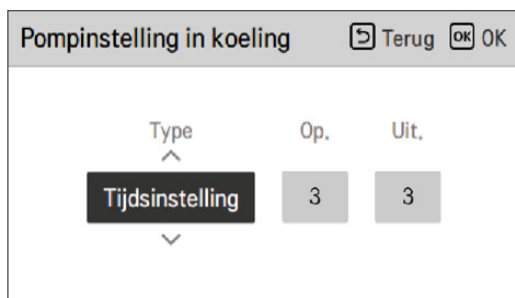 Pompinstelling in koeling Terug OK OK
Type Op. Uit.
Tijdsinstelling 3 3